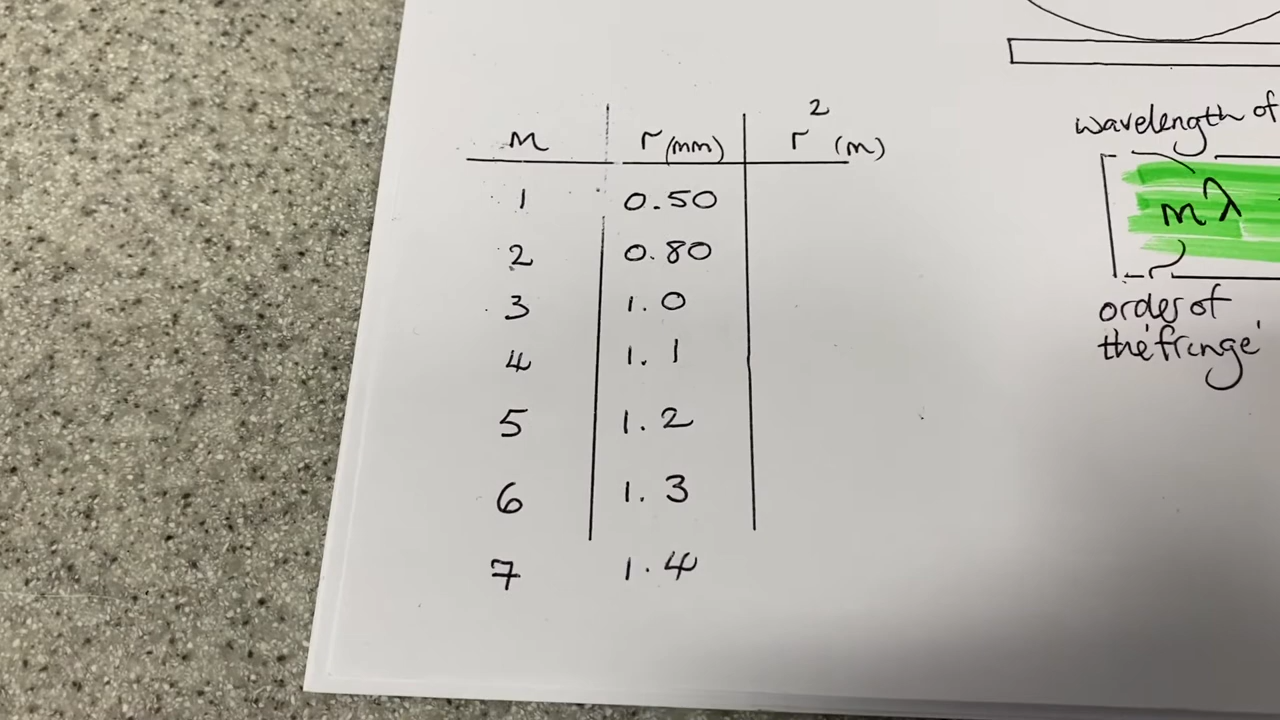 m r(mm) r² (m)
1 0.50
2 0.80
3 1.0
4 1.1
5 1.2
6 1.3
7 1.4
wavelength of
mλ
order of
the 'fringe'